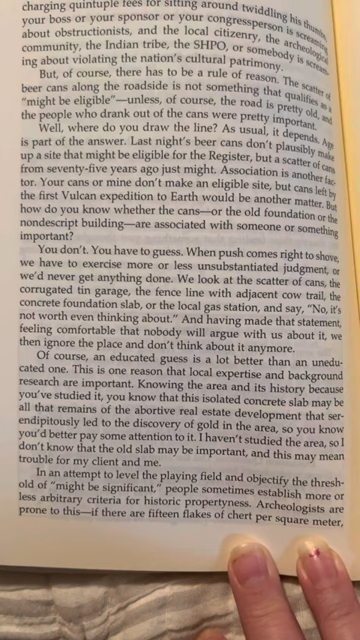 charging quintuple fees for sitting around twiddling his thumbs,
your boss or your sponsor or your congressperson is screaming
about obstructionists, and the local citizenry, the archeological
community, the Indian tribe, the SHPO, or somebody is scream-
ing about violating the nation's cultural patrimony.
But, of course, there has to be a rule of reason. The scatter of
beer cans along the roadside is not something that qualifies as a
"might be eligible"—unless, of course, the road is pretty old, and
the people who drank out of the cans were pretty important.
Well, where do you draw the line? As usual, it depends. Age
is part of the answer. Last night's beer cans don't plausibly make
up a site that might be eligible for the Register, but a scatter of cans
from seventy-five years ago just might. Association is another fac-
tor. Your cans or mine don't make an eligible site, but cans left by
the first Vulcan expedition to Earth would be another matter. But
how do you know whether the cans—or the old foundation or the
nondescript building—are associated with someone or something
important?
You don't. You have to guess. When push comes right to shove,
we have to exercise more or less unsubstantiated judgment, or
we'd never get anything done. We look at the scatter of cans, the
corrugated tin garage, the fence line with adjacent cow trail, the
concrete foundation slab, or the local gas station, and say, "No, it's
not worth even thinking about." And having made that statement,
feeling comfortable that nobody will argue with us about it, we
then ignore the place and don't think about it anymore.
Of course, an educated guess is a lot better than an unedu-
cated one. This is one reason that local expertise and background
research are important. Knowing the area and its history because
you've studied it, you know that this isolated concrete slab may be
all that remains of the abortive real estate development that ser-
endipitously led to the discovery of gold in the area, so you know
you'd better pay some attention to it. I haven't studied the area, so I
don't know that the old slab may be important, and this may mean
trouble for my client and me.
In an attempt to level the playing field and objectify the thresh-
old of "might be significant," people sometimes establish more or
less arbitrary criteria for historic propertyness. Archeologists are
prone to this—if there are fifteen flakes of chert per square meter,